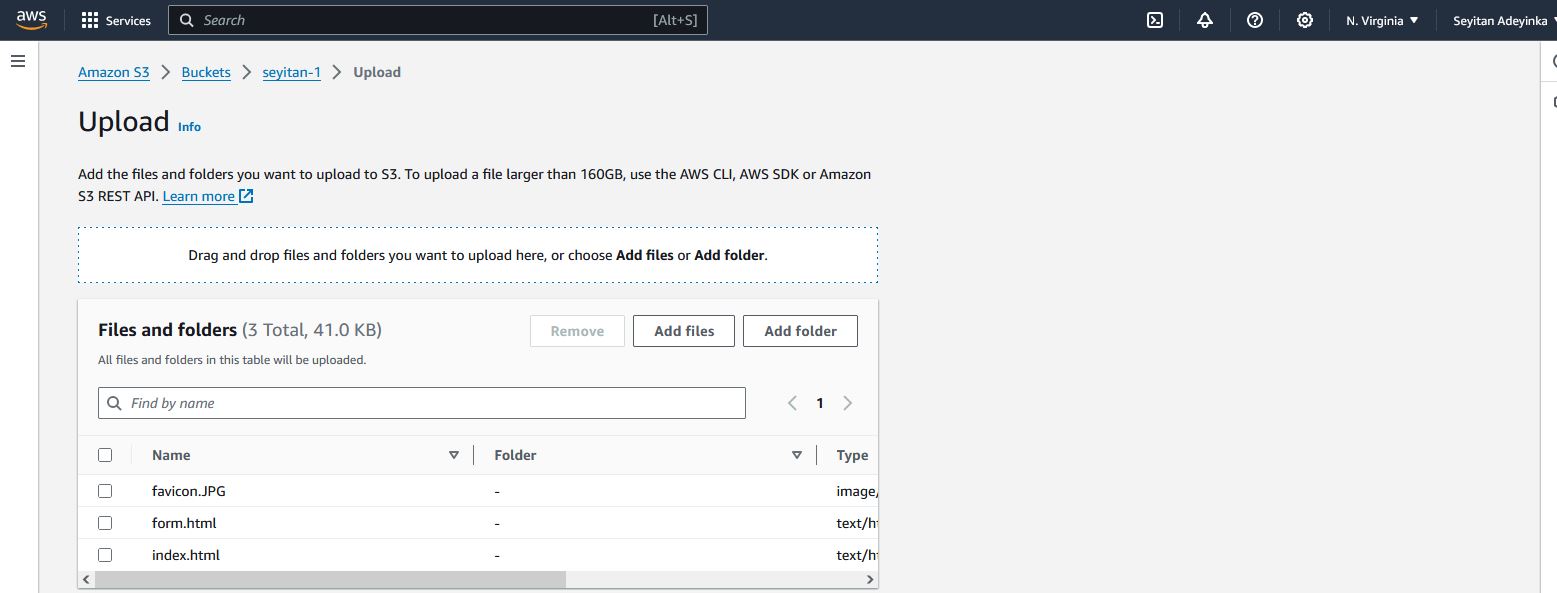 aws Services Search [Alt+S] N. Virginia Seyitan Adeyinka
Amazon S3 Buckets seyitan-1 Upload
Upload Info
Add the files and folders you want to upload to S3. To upload a file larger than 160GB, use the AWS CLI, AWS SDK or Amazon
S3 REST API. Learn more
Drag and drop files and folders you want to upload here, or choose Add files or Add folder.
Files and folders (3 Total, 41.0 KB) Remove Add files Add folder
All files and folders in this table will be uploaded.
Find by name 1
Name Folder Type
favicon.JPG - image/
form.html - text/h
index.html - text/h